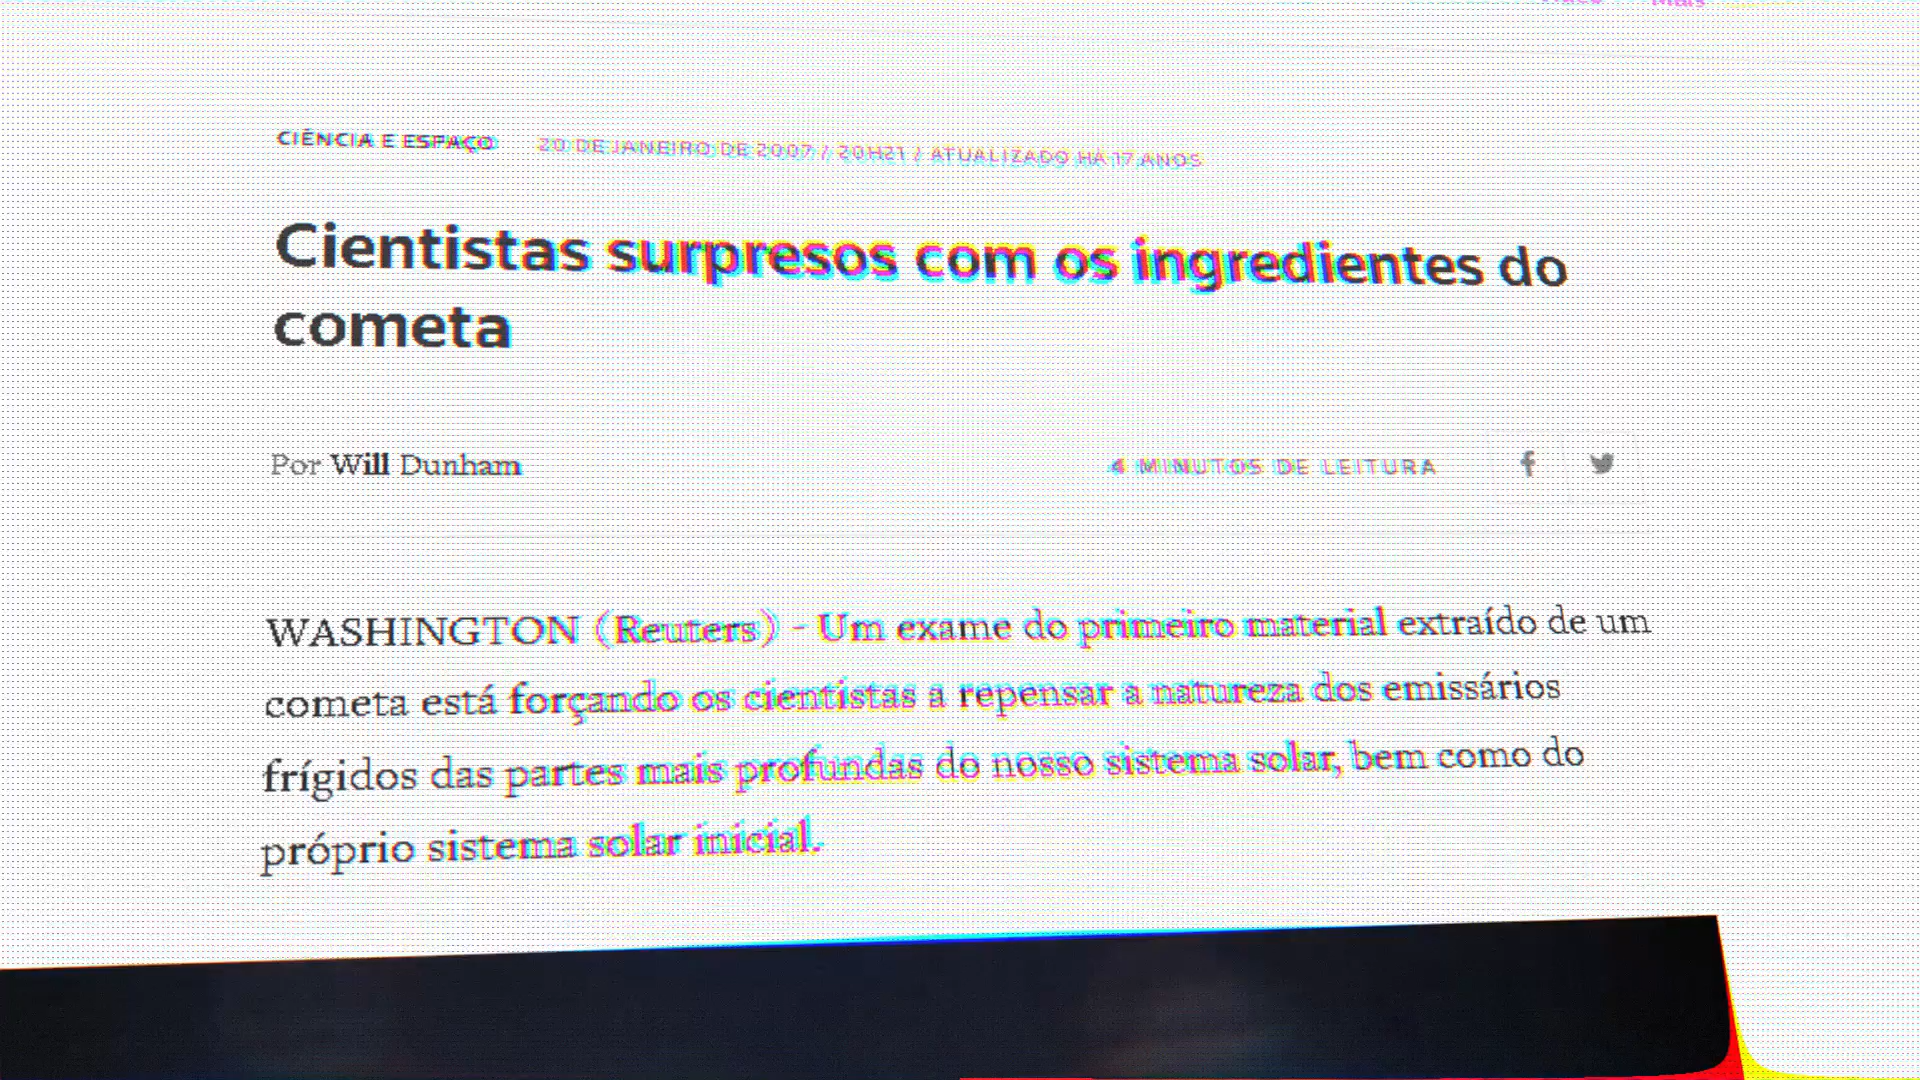 CIÊNCIA E ESPAÇO 20 DE JANEIRO DE 2007 / 20H21 / ATUALIZADO HÁ 17 ANOS
Cientistas surpresos com os ingredientes do
cometa
Por Will Dunham 4 MINUTOS DE LEITURA
WASHINGTON (Reuters) - Um exame do primeiro material extraído de um
cometa está forçando os cientistas a repensar a natureza dos emissários
frígidos das partes mais profundas do nosso sistema solar, bem como do
próprio sistema solar inicial.